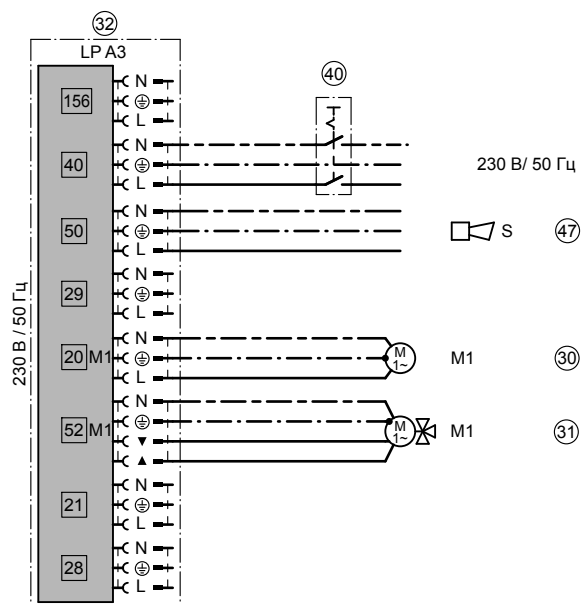 32
LP A3
230 В / 50 Гц
156
N
L
40
40
N
L
230 В/ 50 Гц
50
N
L
S
47
29
N
L
20
M1
N
L
M
1~
M1
30
52
M1
N
▼
▲
M
1~
M1
31
21
N
L
28
N
L